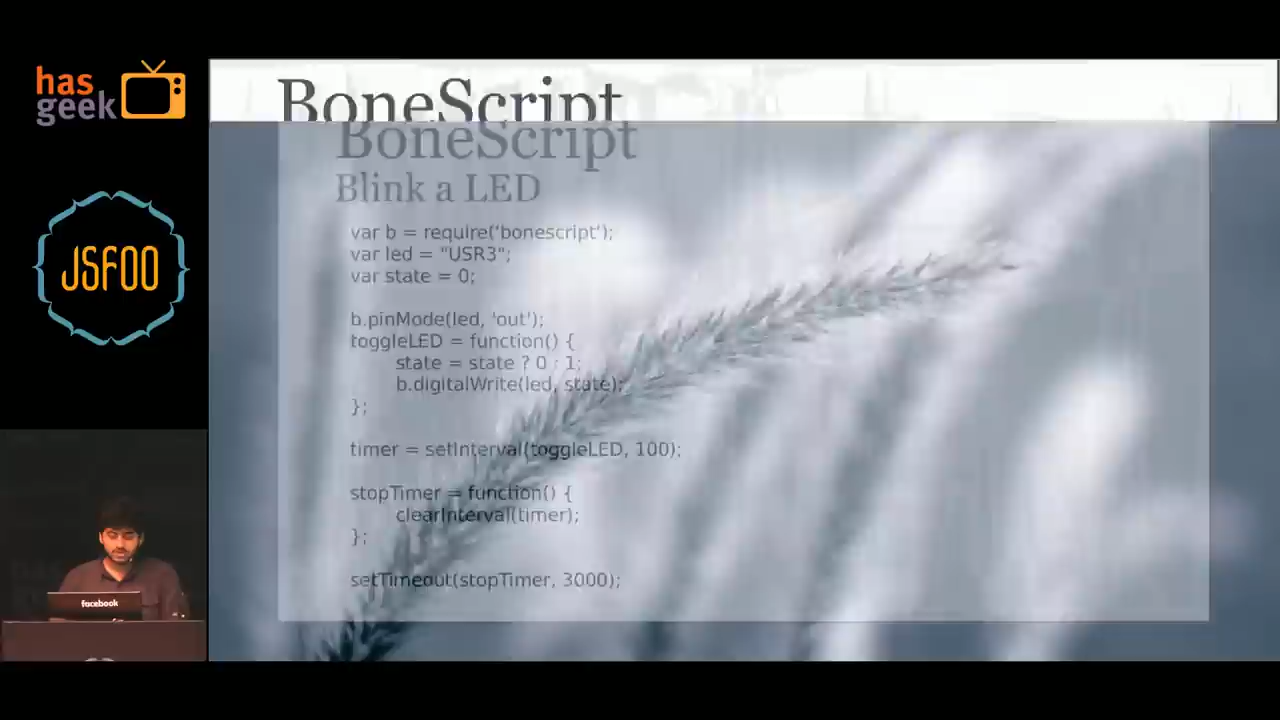 has
geek
JSFOO
facebook
BoneScript
BoneScript
Blink a LED
var b = require('bonescript');
var led = "USR3";
var state = 0;
b.pinMode(led, 'out');
toggleLED = function() {
state = state ? 0 : 1;
b.digitalWrite(led, state);
};
timer = setInterval(toggleLED, 100);
stopTimer = function() {
clearInterval(timer);
};
setTimeout(stopTimer, 3000);